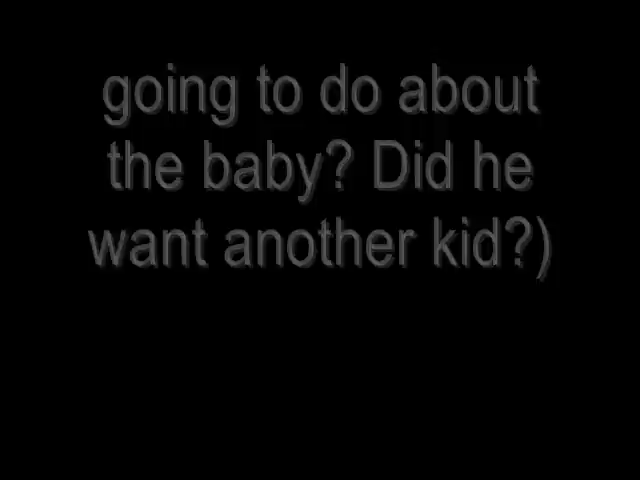 going to do about
the baby? Did he
want another kid?)